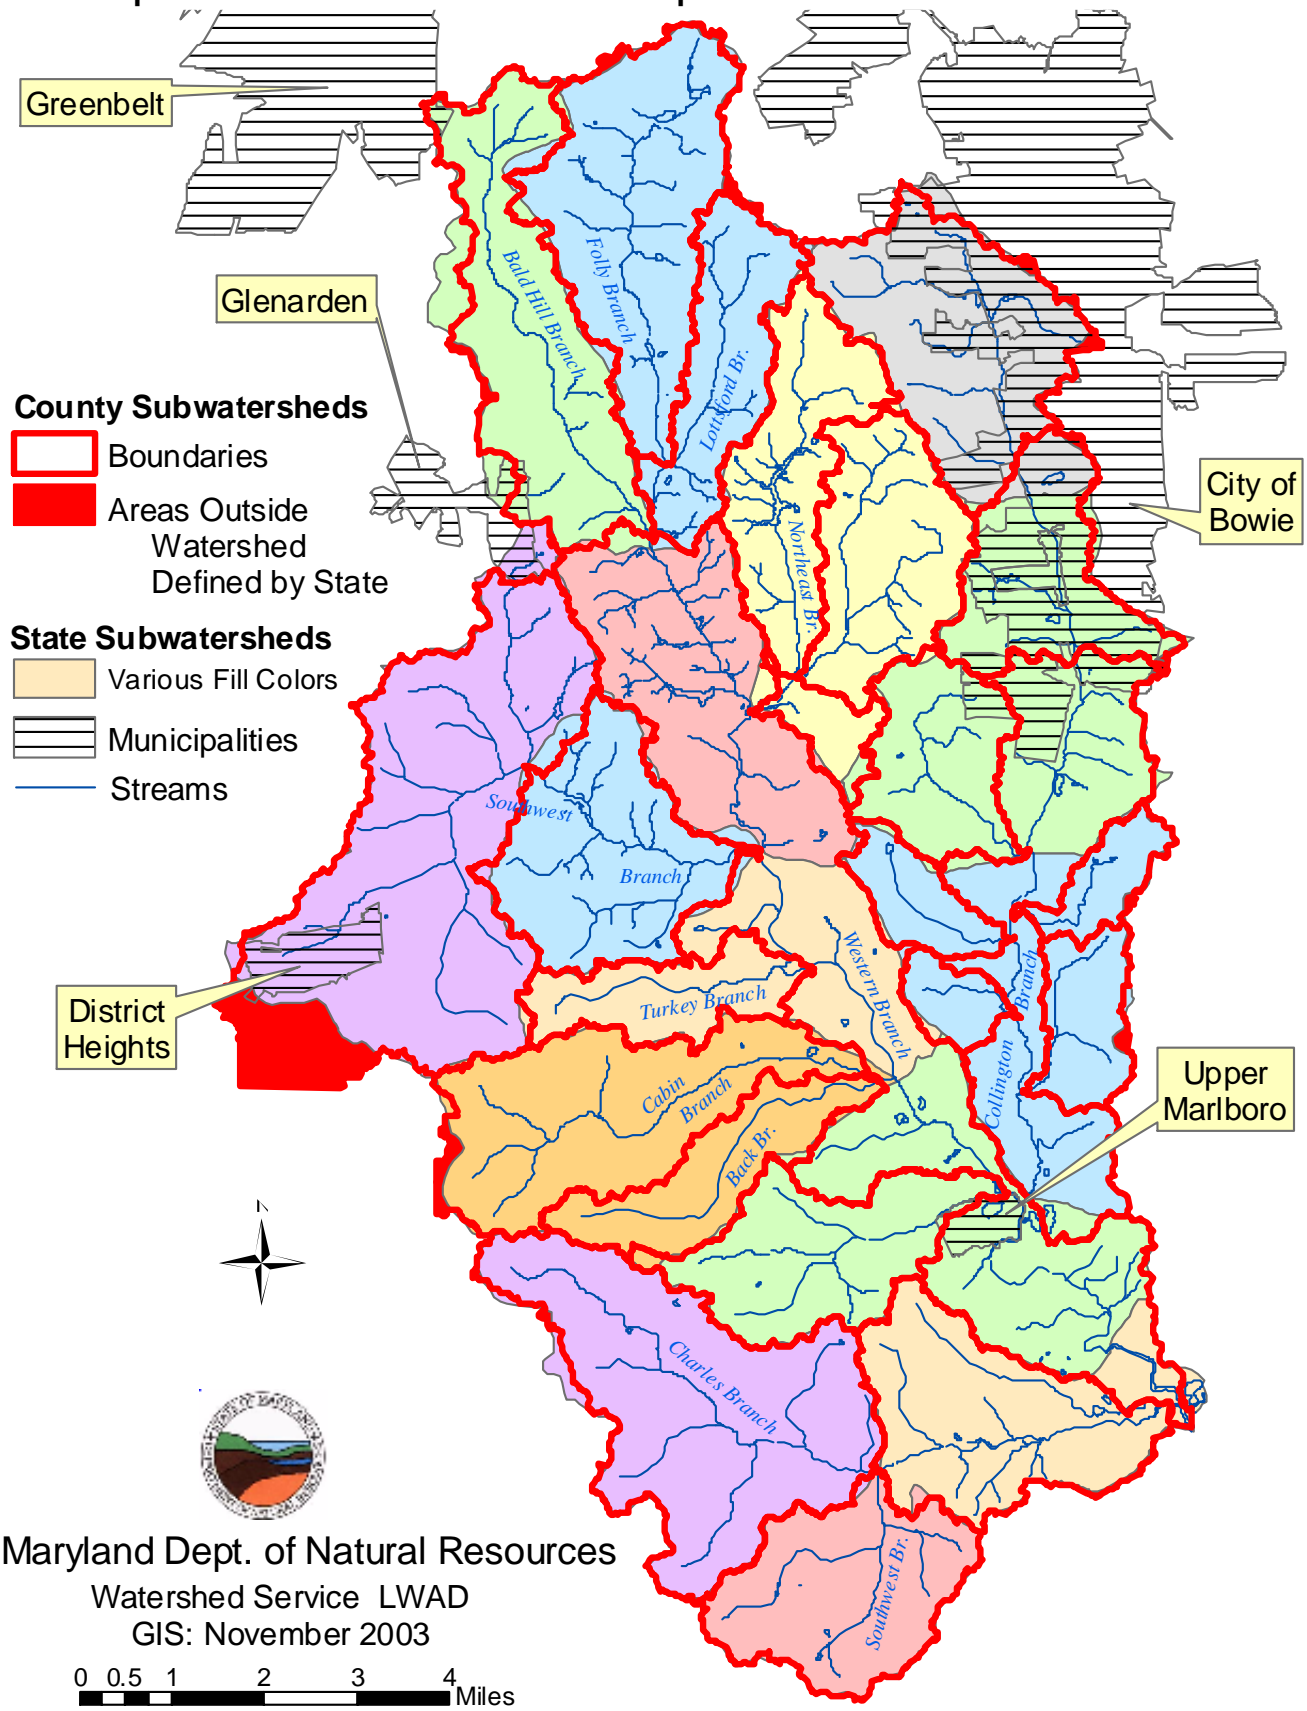 Greenbelt
Glenarden
County Subwatersheds
Boundaries
Areas Outside
Watershed
Defined by State
State Subwatersheds
Various Fill Colors
Municipalities
Streams
City of
Bowie
District
Heights
Upper
Marlboro
Bald Hill Branch
Folly Branch
Lottsford Br.
Northeast Br.
Southwest
Branch
Western Branch
Turkey Branch
Collington
Branch
Cabin
Branch
Back Br.
Charles Branch
Southwest Br.
N
Maryland Dept. of Natural Resources
Watershed Service LWAD
GIS: November 2003
0 0.5 1 2 3 4
Miles